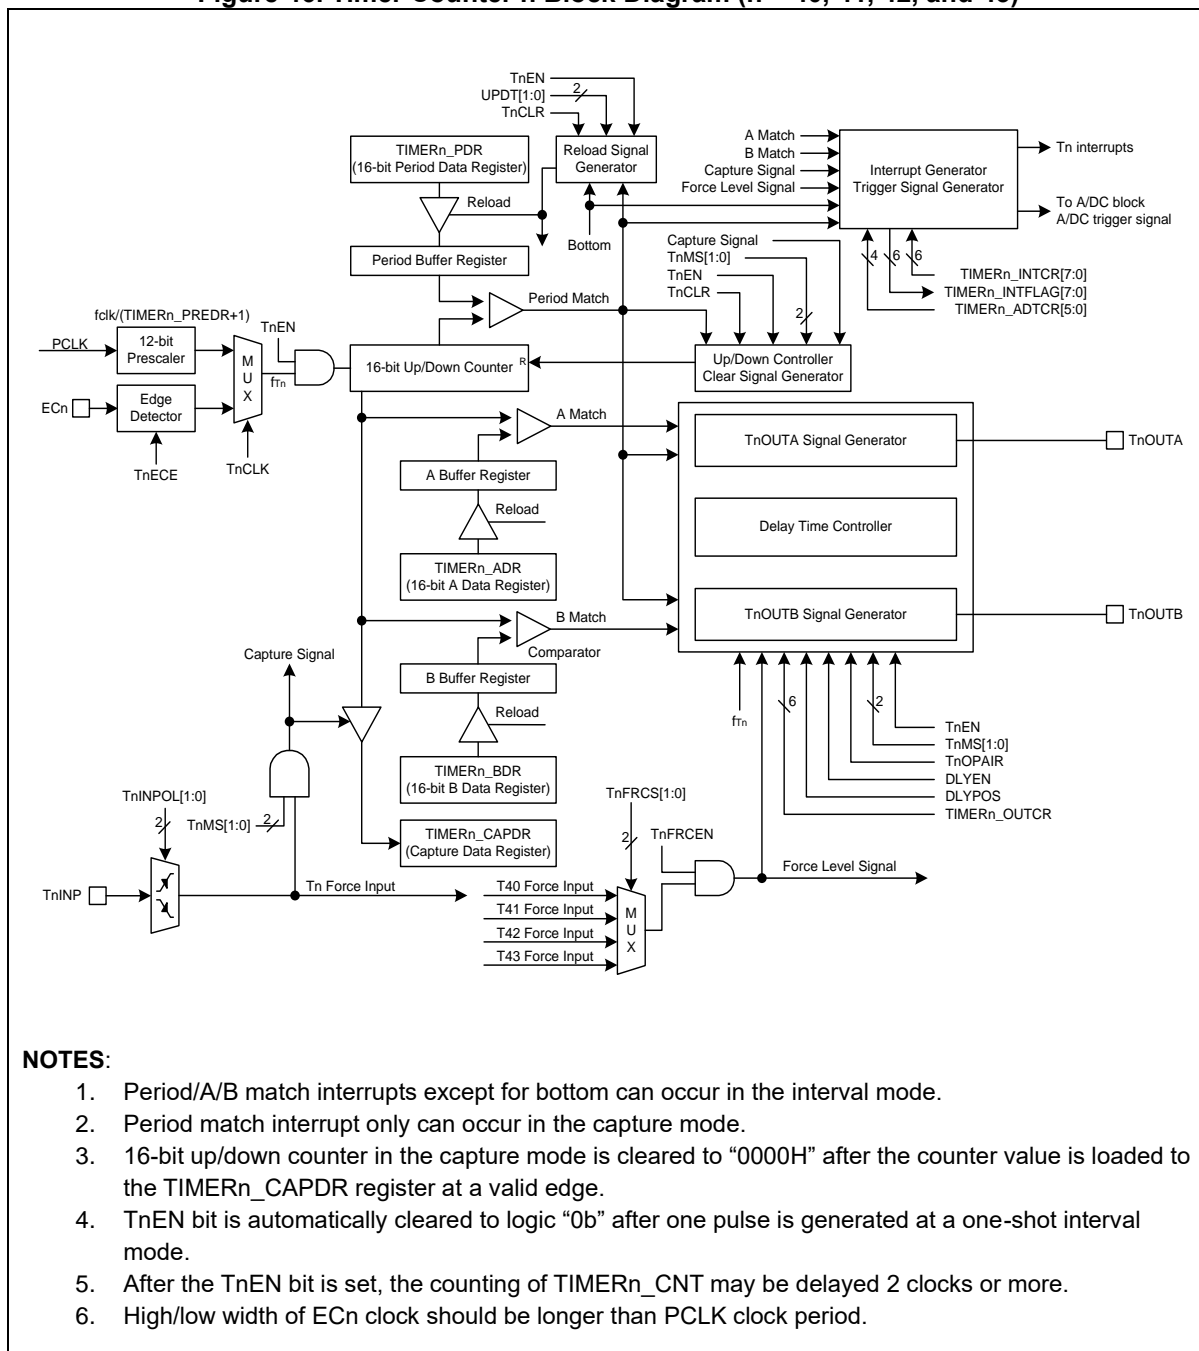 TnEN
UPDT[1:0]
2
TnCLR
TIMERn_PDR
(16-bit Period Data Register)
Reload Signal
Generator
A Match
B Match
Capture Signal
Force Level Signal
Interrupt Generator
Trigger Signal Generator
Tn interrupts
To A/DC block
A/DC trigger signal
Reload
Bottom
Period Buffer Register
Capture Signal
TnMS[1:0]
TnEN
TnCLR
2
4
6
6
TIMERn_INTCR[7:0]
TIMERn_INTFLAG[7:0]
TIMERn_ADTCR[5:0]
Period Match
fclk/(TIMERn_PREDR+1)
PCLK
12-bit
Prescaler
M
U
X
TnEN
fTn
16-bit Up/Down Counter
R
Up/Down Controller
Clear Signal Generator
ECn
Edge
Detector
TnECE
TnCLK
A Match
A Buffer Register
Reload
TIMERn_ADR
(16-bit A Data Register)
TnOUTA Signal Generator
TnOUTA
Delay Time Controller
TnOUTB Signal Generator
TnOUTB
B Match
Comparator
B Buffer Register
Reload
TIMERn_BDR
(16-bit B Data Register)
Capture Signal
fTn
6
2
TnEN
TnMS[1:0]
TnOPAIR
DLYEN
DLYPOS
TIMERn_OUTCR
TnINPOL[1:0]
2
TnMS[1:0]
2
TIMERn_CAPDR
(Capture Data Register)
TnFRCS[1:0]
2
TnFRCEN
Force Level Signal
TnINP
Tn Force Input
T40 Force Input
T41 Force Input
T42 Force Input
T43 Force Input
M
U
X
NOTES:
1. Period/A/B match interrupts except for bottom can occur in the interval mode.
2. Period match interrupt only can occur in the capture mode.
3. 16-bit up/down counter in the capture mode is cleared to “0000H” after the counter value is loaded to
the TIMERn_CAPDR register at a valid edge.
4. TnEN bit is automatically cleared to logic “0b” after one pulse is generated at a one-shot interval
mode.
5. After the TnEN bit is set, the counting of TIMERn_CNT may be delayed 2 clocks or more.
6. High/low width of ECn clock should be longer than PCLK clock period.